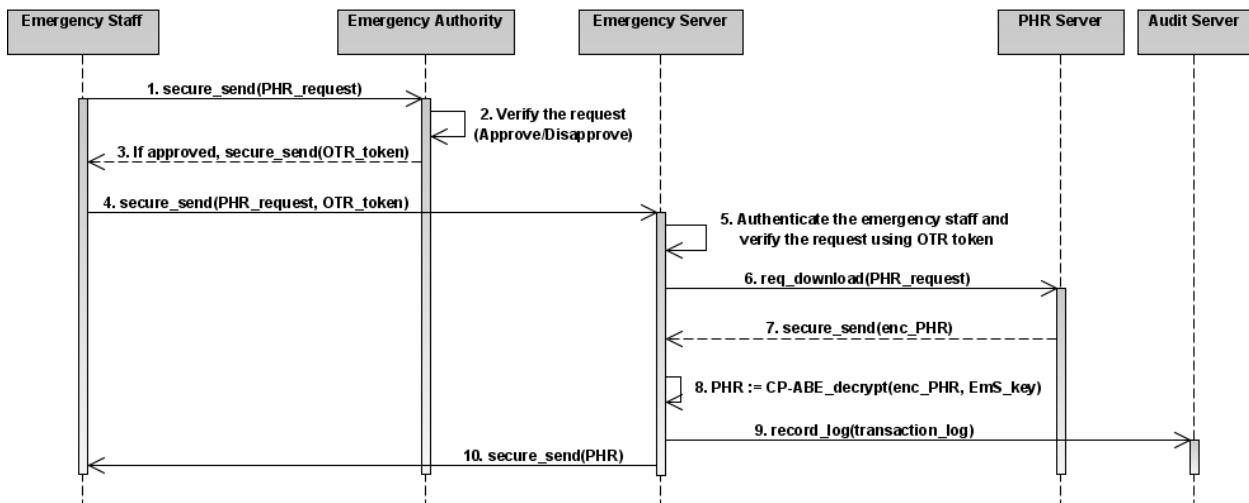 Emergency Staff
Emergency Authority
Emergency Server
PHR Server
Audit Server
1. secure_send(PHR_request)
2. Verify the request
(Approve/Disapprove)
3. If approved, secure_send(OTR_token)
4. secure_send(PHR_request, OTR_token)
5. Authenticate the emergency staff and
verify the request using OTR token
6. req_download(PHR_request)
7. secure_send(enc_PHR)
8. PHR := CP-ABE_decrypt(enc_PHR, EmS_key)
9. record_log(transaction_log)
10. secure_send(PHR)